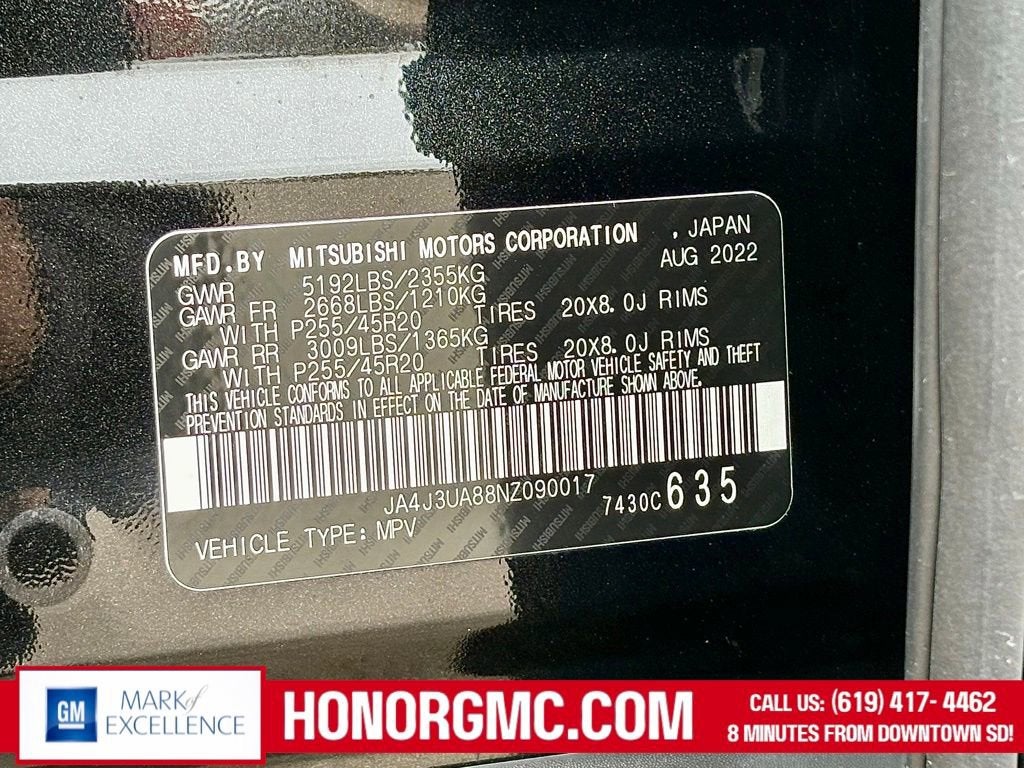 MFD.BY MITSUBISHI MOTORS CORPORATION , JAPAN
GWWR 5192LBS/2355KG AUG 2022
GAWR FR 2668LBS/1210KG
WITH P255/45R20 TIRES 20X8.0J RIMS
GAWR RR 3009LBS/1365KG
WITH P255/45R20 TIRES 20X8.0J RIMS
THIS VEHICLE CONFORMS TO ALL APPLICABLE FEDERAL MOTOR VEHICLE SAFETY AND THEFT
PREVENTION STANDARDS IN EFFECT ON THE DATE OF MANUFACTURE SHOWN ABOVE.
JA4J3UA88NZ090017 7430C 635
VEHICLE TYPE: MPV
GM
MARK of
EXCELLENCE
HONORGMC.COM
CALL US: (619) 417- 4462
8 MINUTES FROM DOWNTOWN SD!